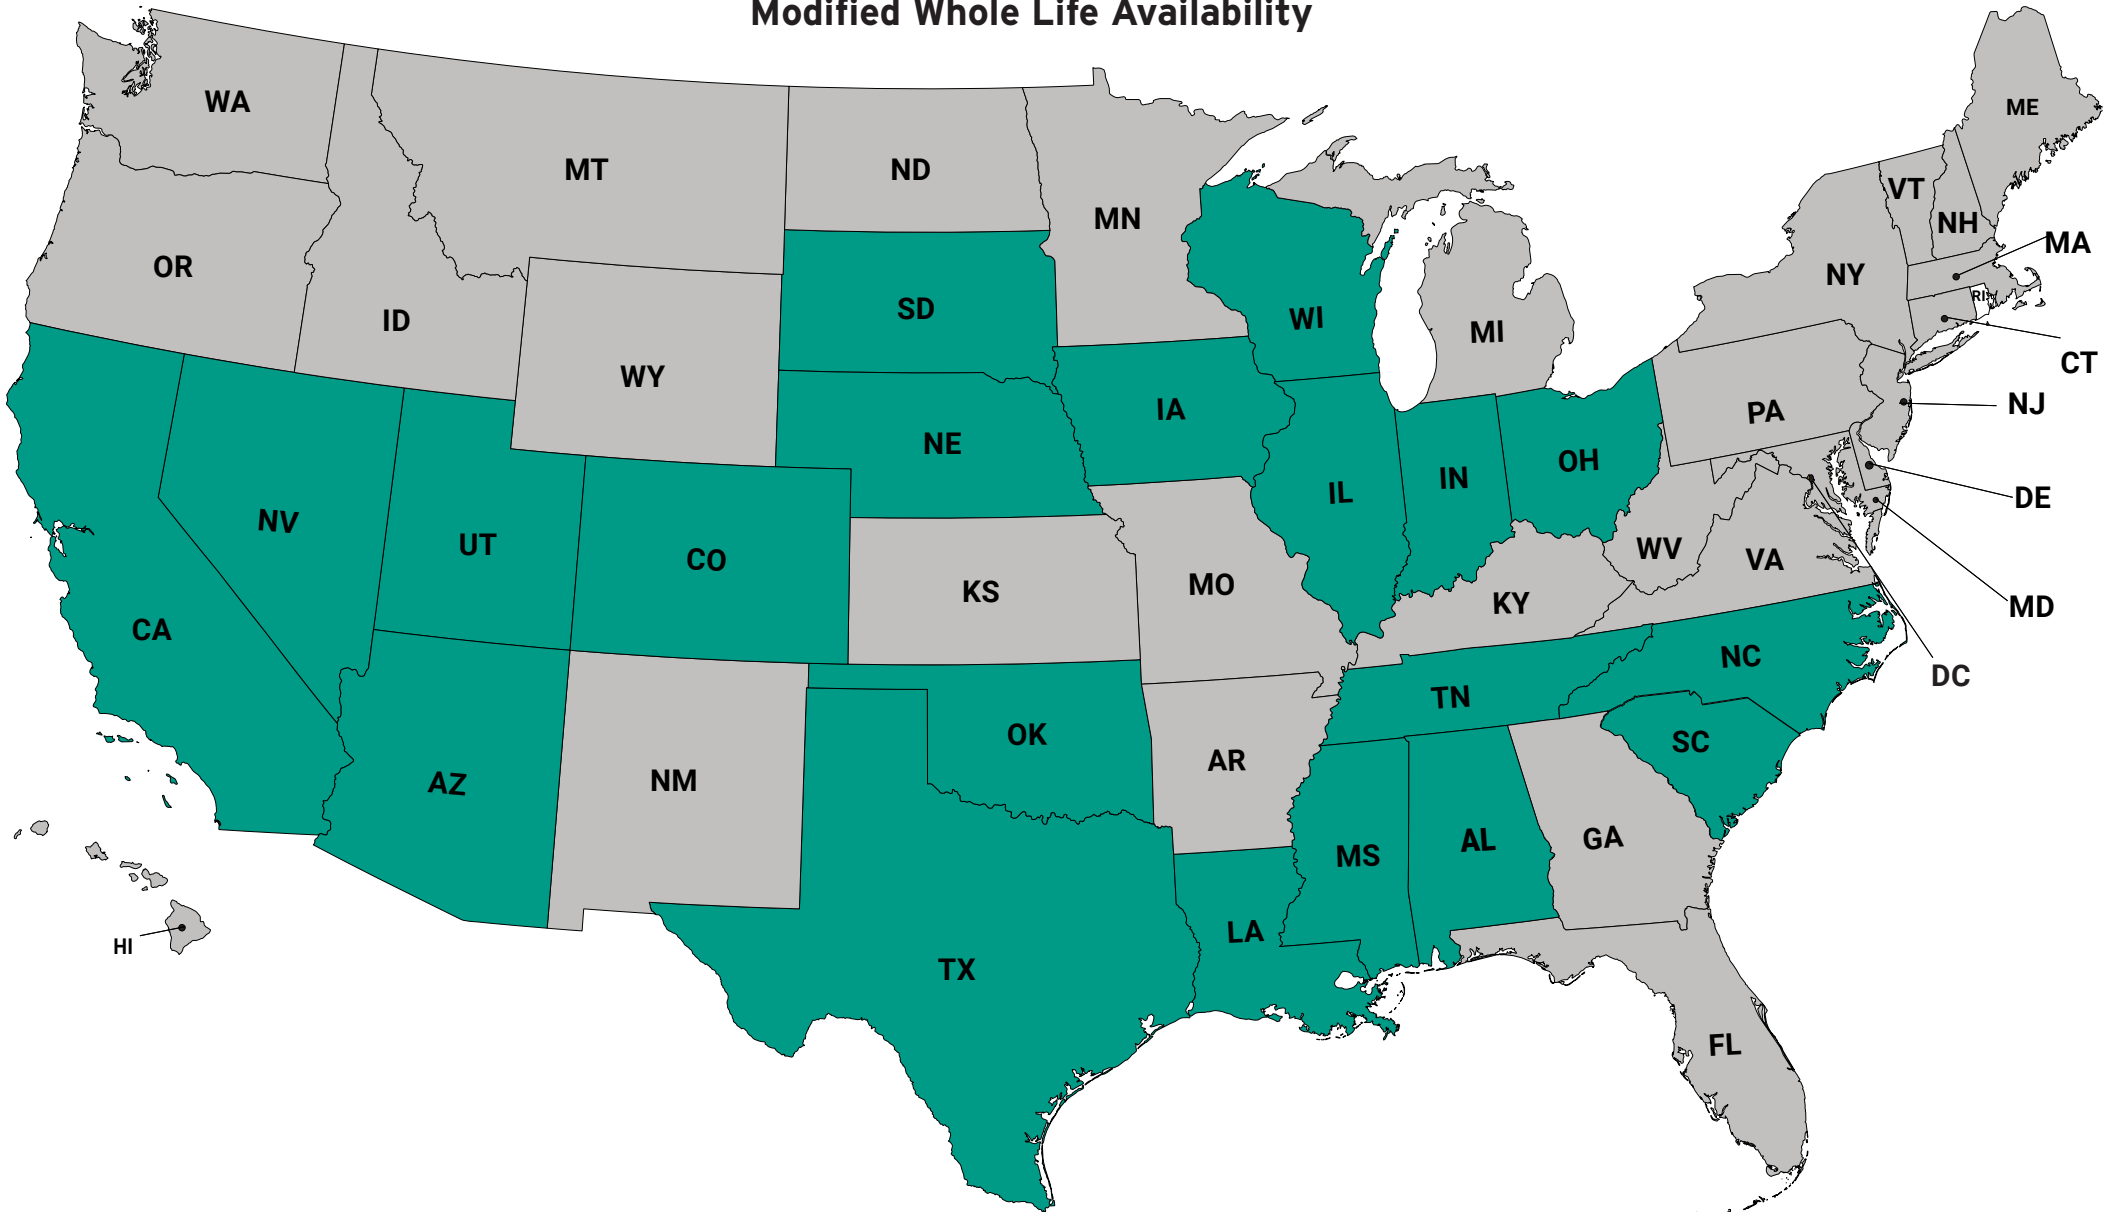 Modified Whole Life Availability
WA
MT
ND
MN
ME
VT
NH
MA
OR
ID
WY
SD
WI
MI
NY
RI
CT
NJ
PA
IA
NE
IL
IN
OH
DE
NV
UT
CO
KS
MO
KY
WV
VA
MD
DC
CA
AZ
NM
OK
AR
TN
NC
SC
MS
AL
GA
LA
HI
TX
FL